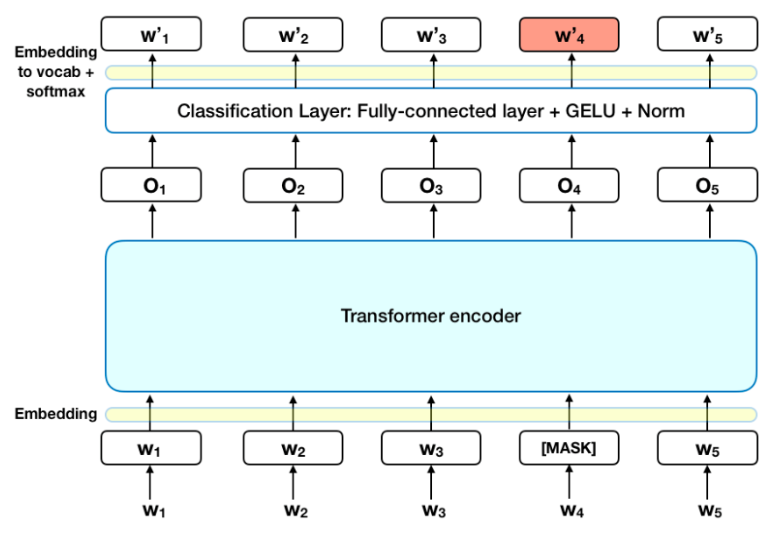 w'1 w'2 w'3 w'4 w'5
Embedding
to vocab +
softmax
Classification Layer: Fully-connected layer + GELU + Norm
O1 O2 O3 O4 O5
Transformer encoder
Embedding
W1 W2 W3 [MASK] W5
W1 W2 W3 W4 W5